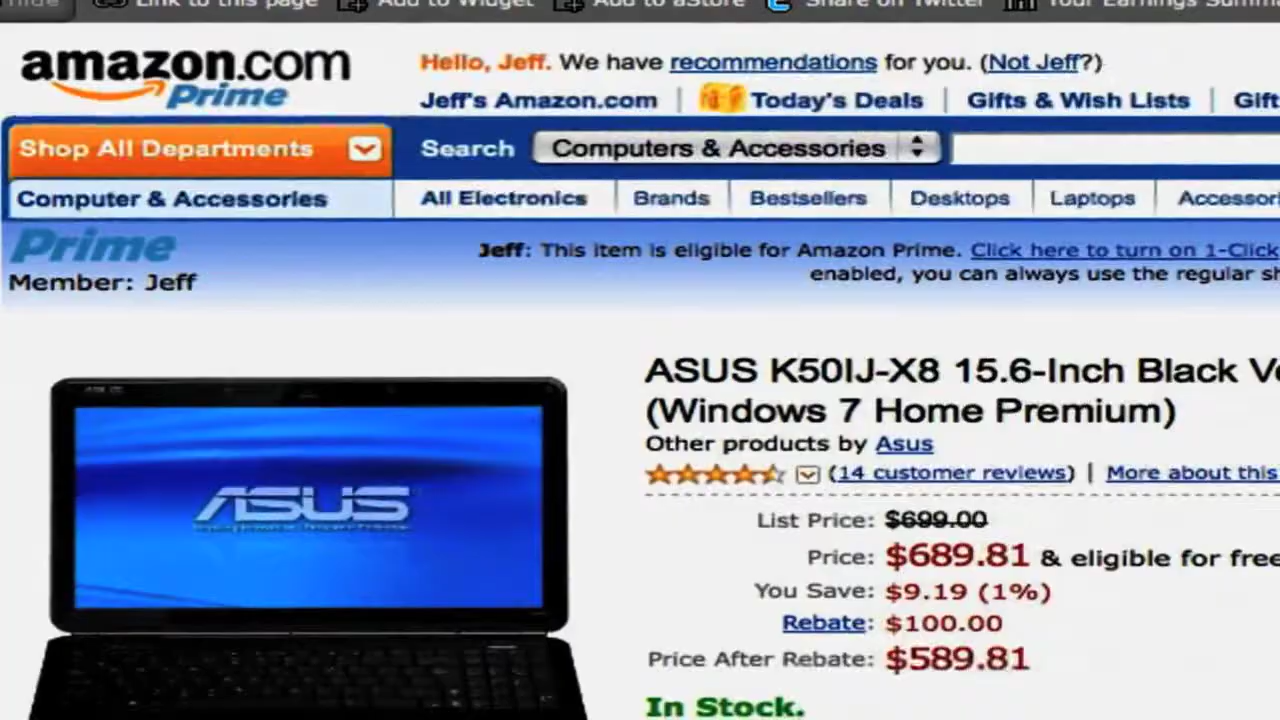 Link to this page Add to Widget Add to aStore Share on Twitter Your Earnings Summa
amazon.com
Prime
Hello, Jeff. We have recommendations for you. (Not Jeff?)
Jeff's Amazon.com Today's Deals Gifts & Wish Lists Gift
Shop All Departments Search Computers & Accessories
Computer & Accessories All Electronics Brands Bestsellers Desktops Laptops Accessor
Prime
Member: Jeff
Jeff: This item is eligible for Amazon Prime. Click here to turn on 1-Click
enabled, you can always use the regular sh
ASUS
ASUS K50IJ-X8 15.6-Inch Black Ve
(Windows 7 Home Premium)
Other products by Asus
(14 customer reviews) | More about this
List Price: $699.00
Price: $689.81 & eligible for free
You Save: $9.19 (1%)
Rebate: $100.00
Price After Rebate: $589.81
In Stock.